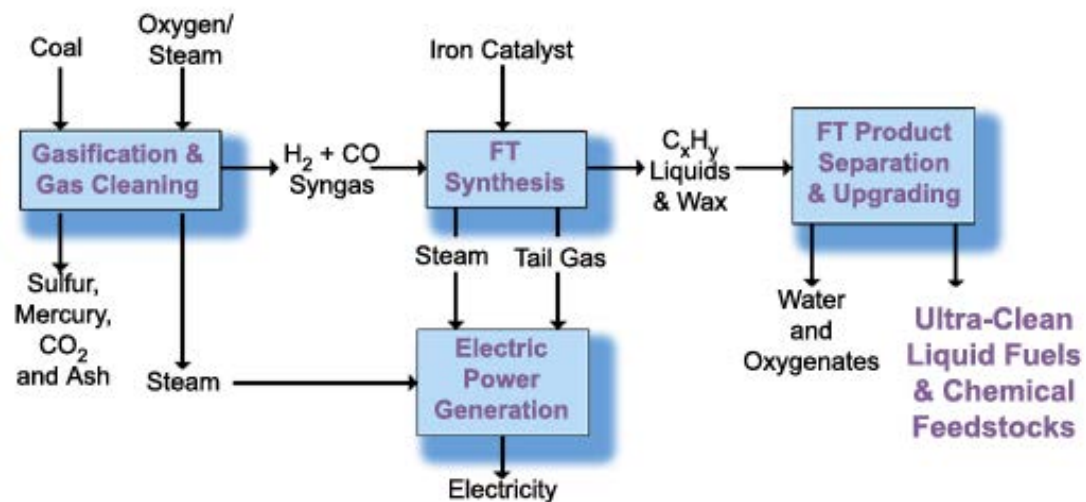 Coal
Oxygen/
Steam
Iron Catalyst
Gasification &
Gas Cleaning
H₂ + CO
Syngas
FT
Synthesis
CₓHᵧ
Liquids
& Wax
FT Product
Separation
& Upgrading
Sulfur,
Mercury,
CO₂
and Ash
Steam
Steam
Tail Gas
Electric
Power
Generation
Electricity
Water
and
Oxygenates
Ultra-Clean
Liquid Fuels
& Chemical
Feedstocks